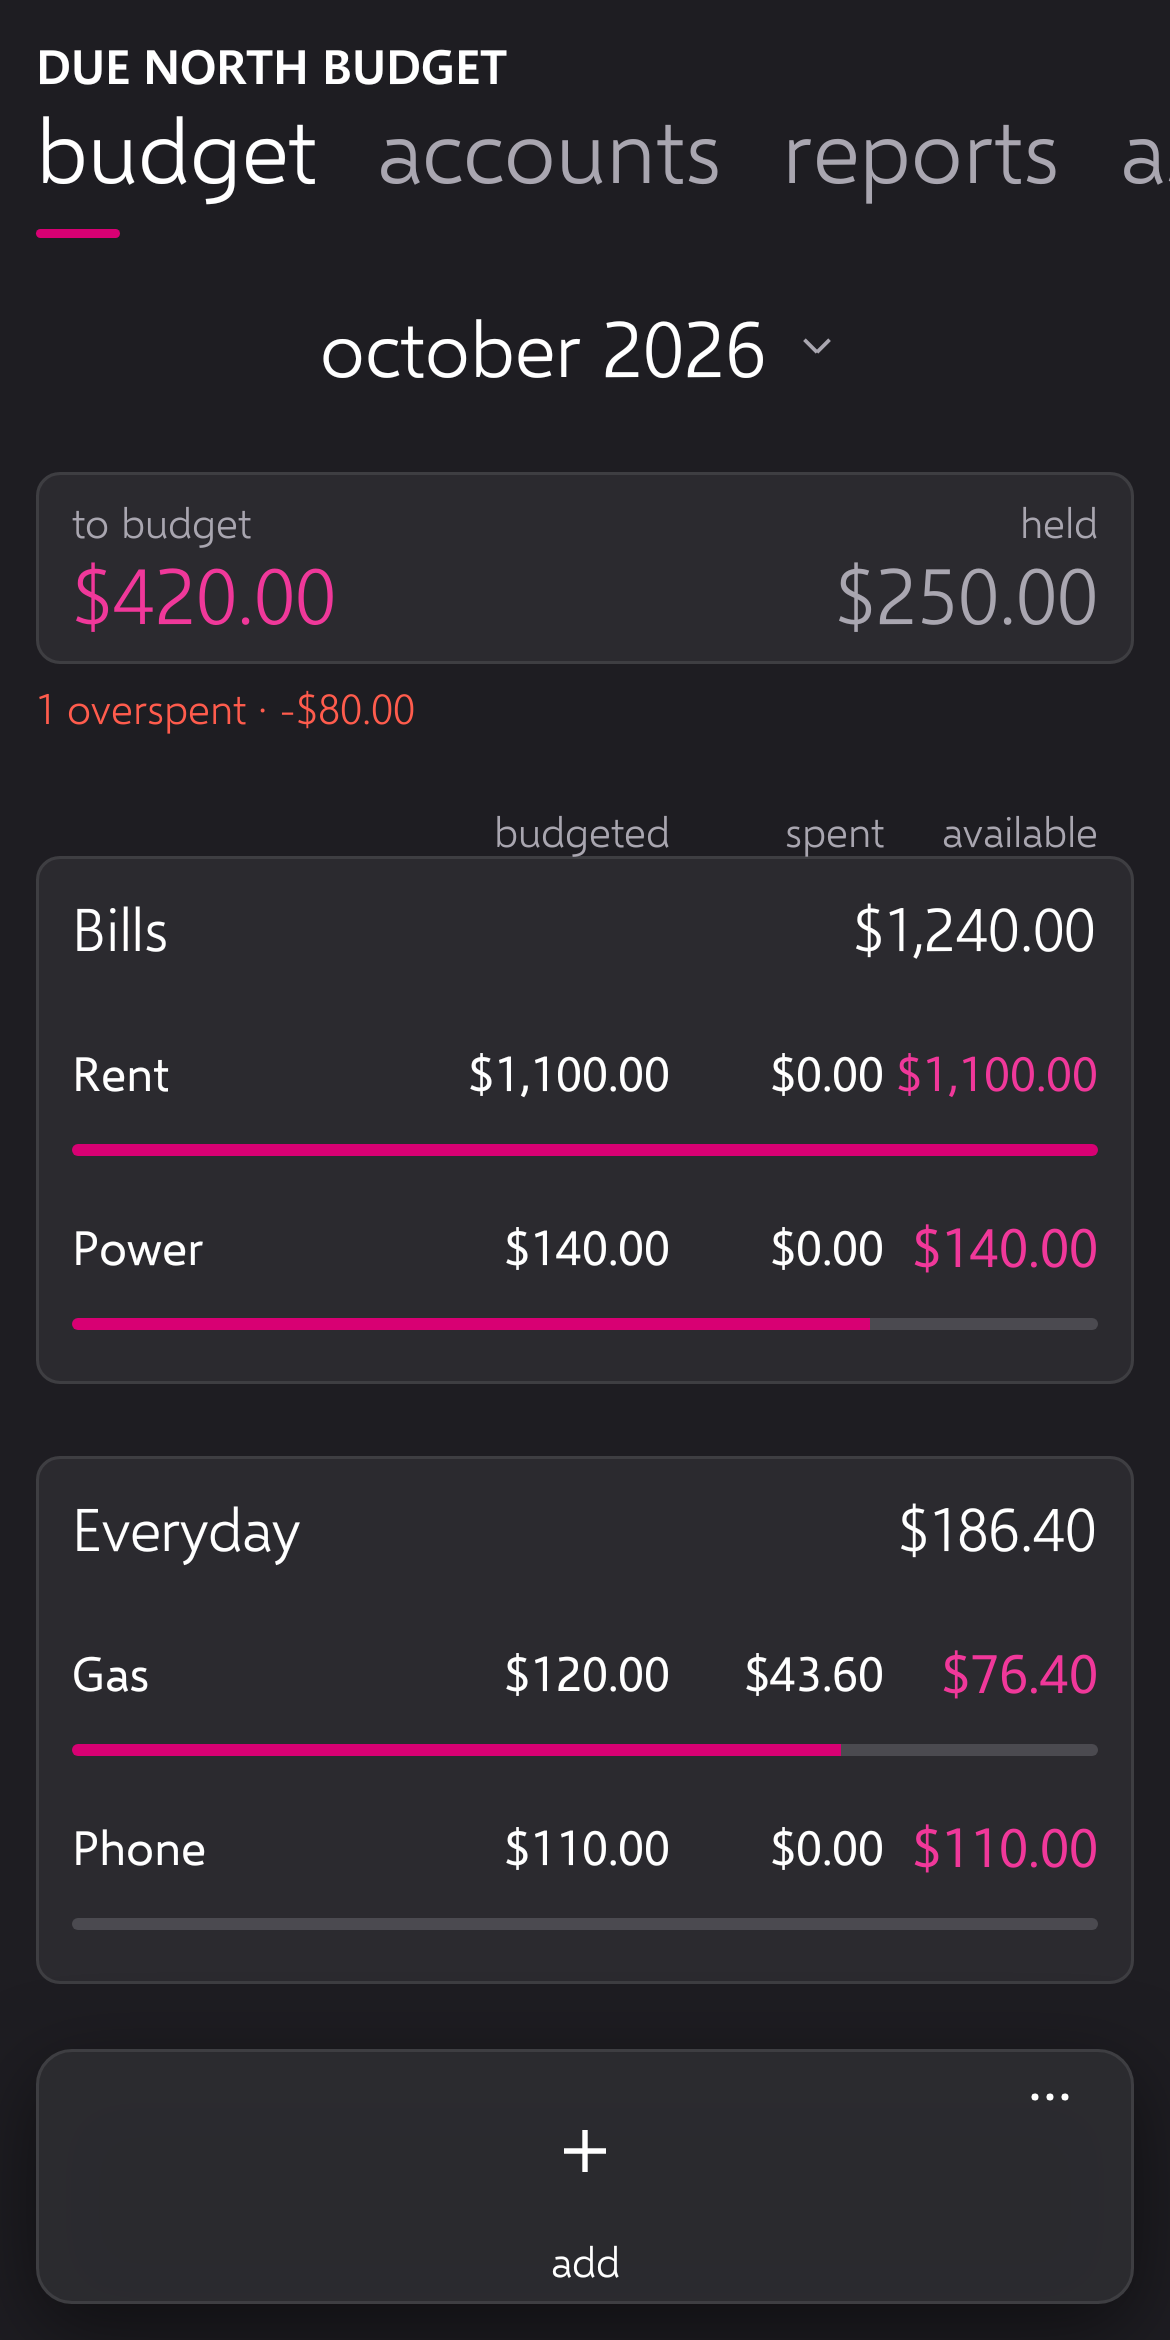 DUE NORTH BUDGET
budget accounts reports a
october 2026
to budget held
$420.00 $250.00
1 overspent · -$80.00
budgeted spent available
Bills $1,240.00
Rent $1,100.00 $0.00 $1,100.00
Power $140.00 $0.00 $140.00
Everyday $186.40
Gas $120.00 $43.60 $76.40
Phone $110.00 $0.00 $110.00
...
+
add